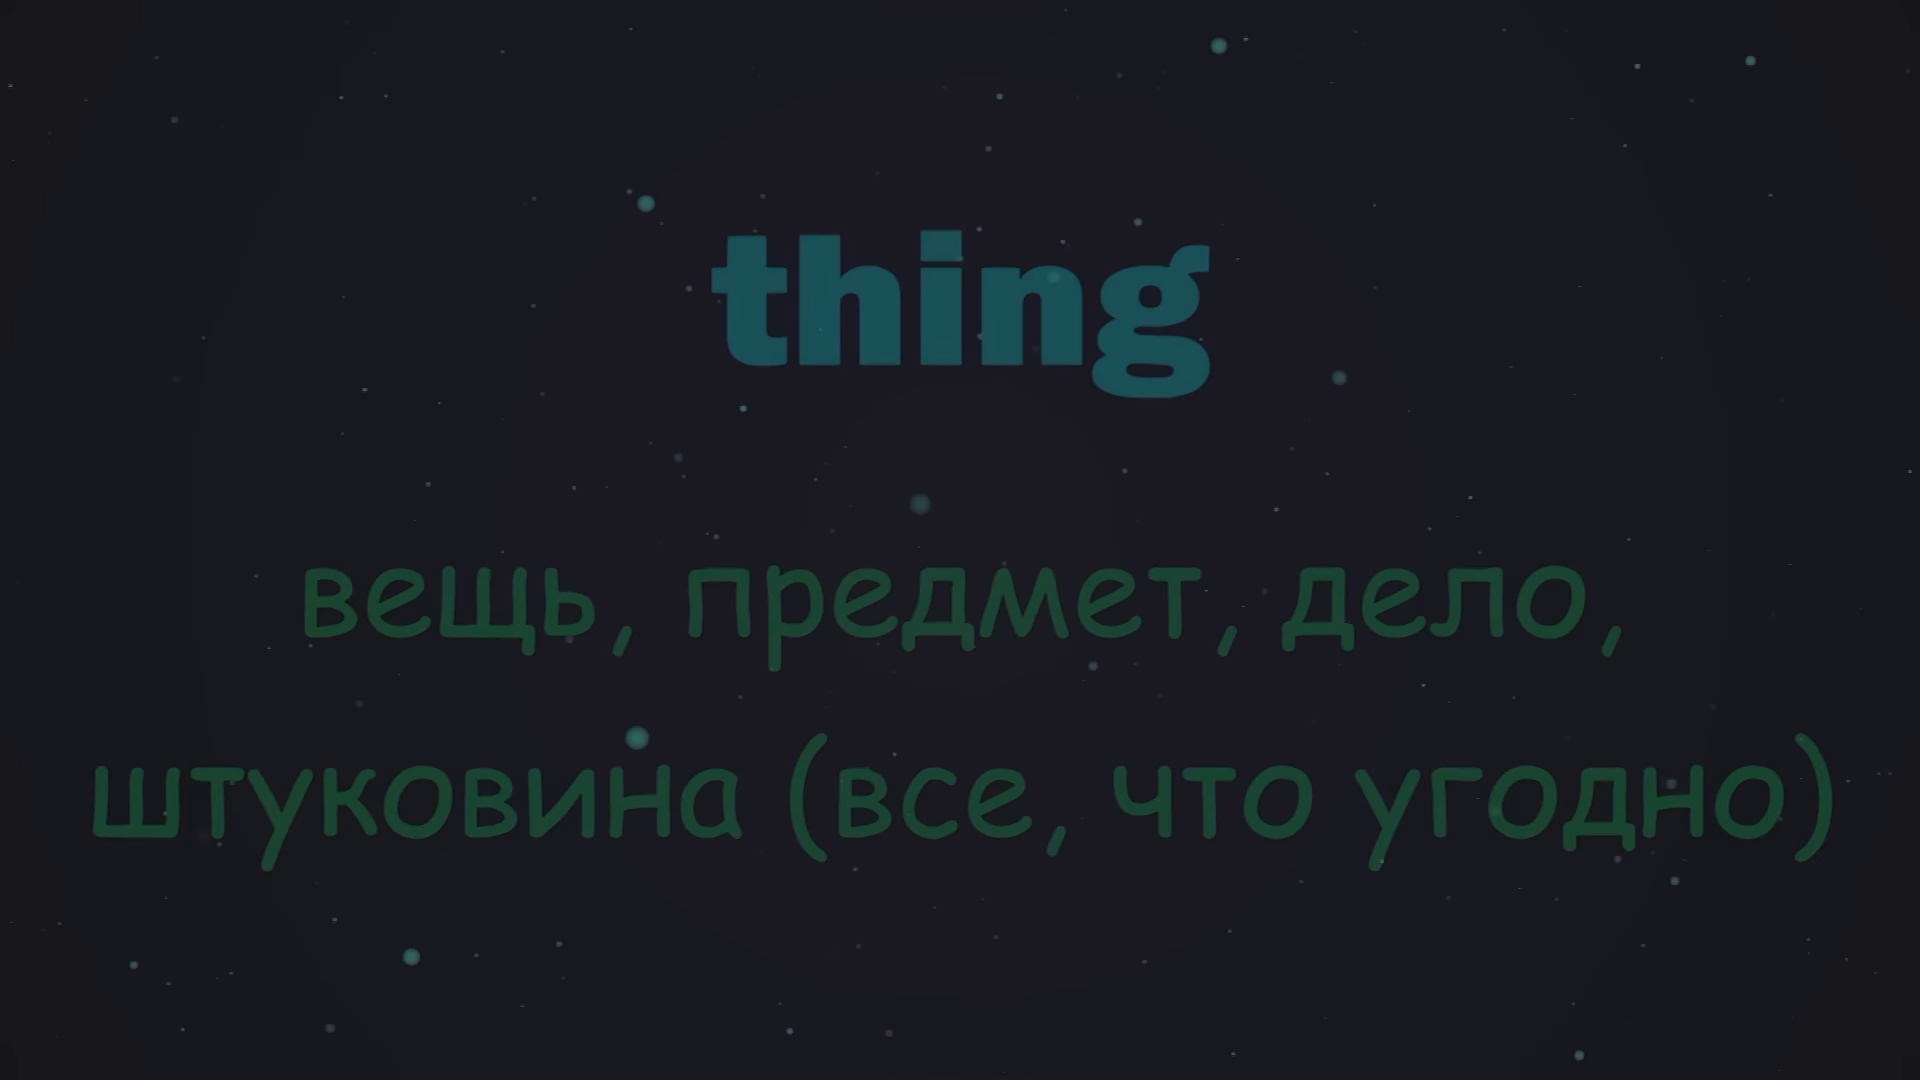 thing
вещь, предмет, дело,
штуковина (все, что угодно)